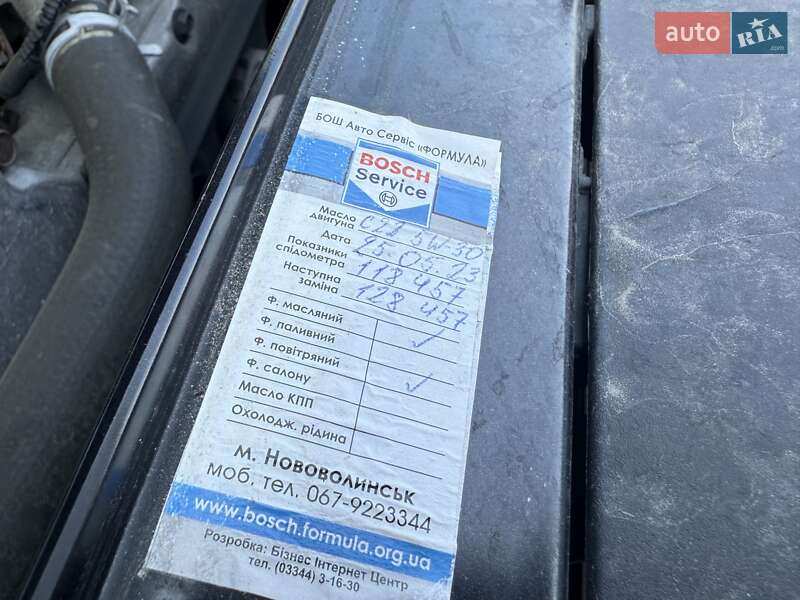 auto
RIA
.com
БОШ Авто Сервіс «ФОРМУЛА»
BOSCH
Service
Масло двигуна 5W-30
Дата 25.05.23
Показники спідометра 118 457
Наступна заміна 128 457
Ф. масляний ✓
Ф. паливний
Ф. повітряний ✓
Ф. салону
Масло КПП
Охолодж. рідина
м. Нововолинськ
моб. тел. 067-9223344
www.bosch.formula.org.ua
Розробка: Бізнес Інтернет Центр
тел. (03344) 3-16-30